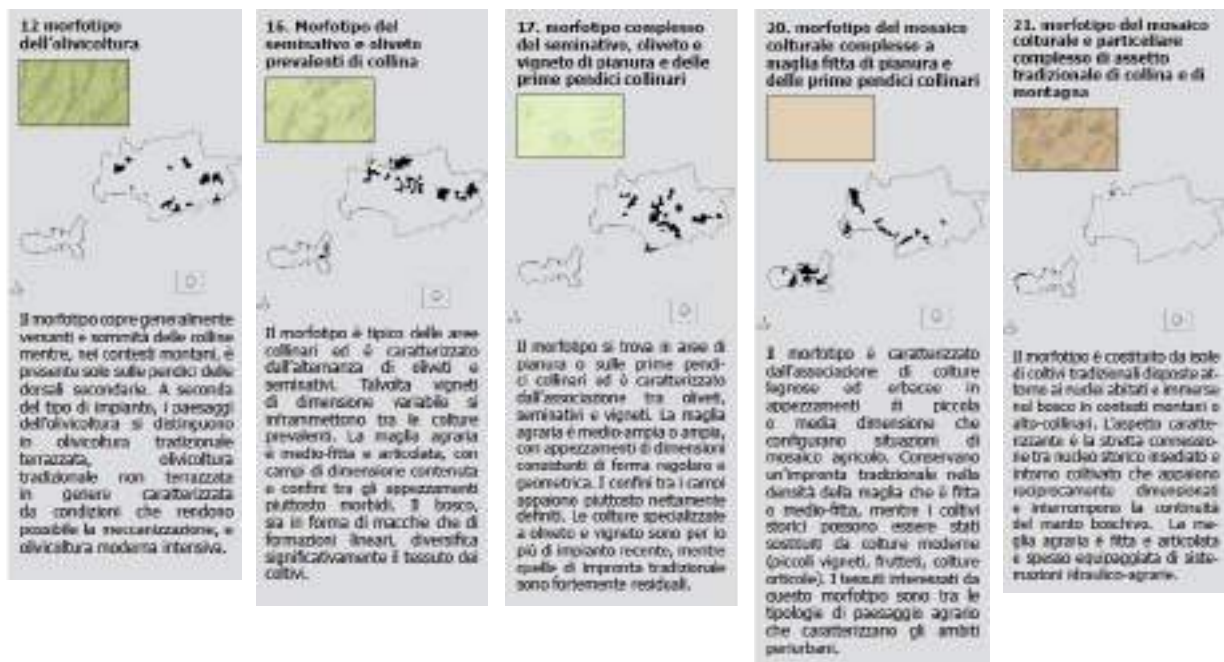 12 morfotipo
dell'olivicoltura
Il morfotipo copre generalmente
versanti e sommità delle colline
mentre, nei contesti montani, è
presente solo sulle pendici delle
dorsali secondarie. A seconda
del tipo di impianto, i paesaggi
dell'olivicoltura si distinguono
in olivicoltura tradizionale
terrazzata, olivicoltura
tradizionale non terrazzata
in genere caratterizzata
da condizioni che rendono
possibile la meccanizzazione, e
olivicoltura moderna intensiva.
16. Morfotipo del
seminativo e oliveto
prevalenti di collina
Il morfotipo è tipico delle aree
collinari ed è caratterizzato
dall'alternanza di oliveti e
seminativi. Talvolta vigneti
di dimensione variabile si
inframmettono tra le colture
prevalenti. La maglia agraria
è medio-fitta e articolata, con
campi di dimensione contenuta
e confini tra gli appezzamenti
piuttosto morbidi. Il bosco,
sia in forma di macchie che di
formazioni lineari, diversifica
significativamente il tessuto dei
coltivi.
17. morfotipo complesso
del seminativo, oliveto e
vigneto di pianura e delle
prime pendici collinari
Il morfotipo si trova in aree di
pianura o sulle prime pendi-
ci collinari ed è caratterizzato
dall'associazione tra oliveti,
seminativi e vigneti. La maglia
agraria è medio-ampia o ampia,
con appezzamenti di dimensioni
consistenti di forma regolare e
geometrica. I confini tra i campi
appaiono piuttosto nettamente
definiti. Le colture specializzate
a oliveto e vigneto sono per lo
più di impianto recente, mentre
quelle di impronta tradizionale
sono fortemente residuali.
20. morfotipo del mosaico
colturale complesso a
maglia fitta di pianura e
delle prime pendici collinari
Il morfotipo è caratterizzato
dall'associazione di colture
legnose ed erbacee in
appezzamenti di piccola
o media dimensione che
configurano situazioni di
mosaico agricolo. Conservano
un'impronta tradizionale nella
densità della maglia che è fitta
o medio-fitta, mentre i coltivi
storici possono essere stati
sostituiti da colture moderne
(piccoli vigneti, frutteti, colture
orticole). I tessuti interessati da
questo morfotipo sono tra le
tipologie di paesaggio agrario
che caratterizzano gli ambiti
periurbani.
21. morfotipo del mosaico
colturale e particellare
complesso di assetto
tradizionale di collina e di
montagna
Il morfotipo è costituito da isole
di coltivi tradizionali disposte at-
torno ai nuclei abitati e immerse
nel bosco in contesti montani o
alto-collinari. L'aspetto caratte-
rizzante è la stretta connessio-
ne tra nucleo storico insediato e
intorno coltivato che appaiono
reciprocamente dimensionati
e interrompono la continuità
del manto boschivo. La ma-
glia agraria è fitta e articolata
e spesso equipaggiata di siste-
mazioni idraulico-agrarie.